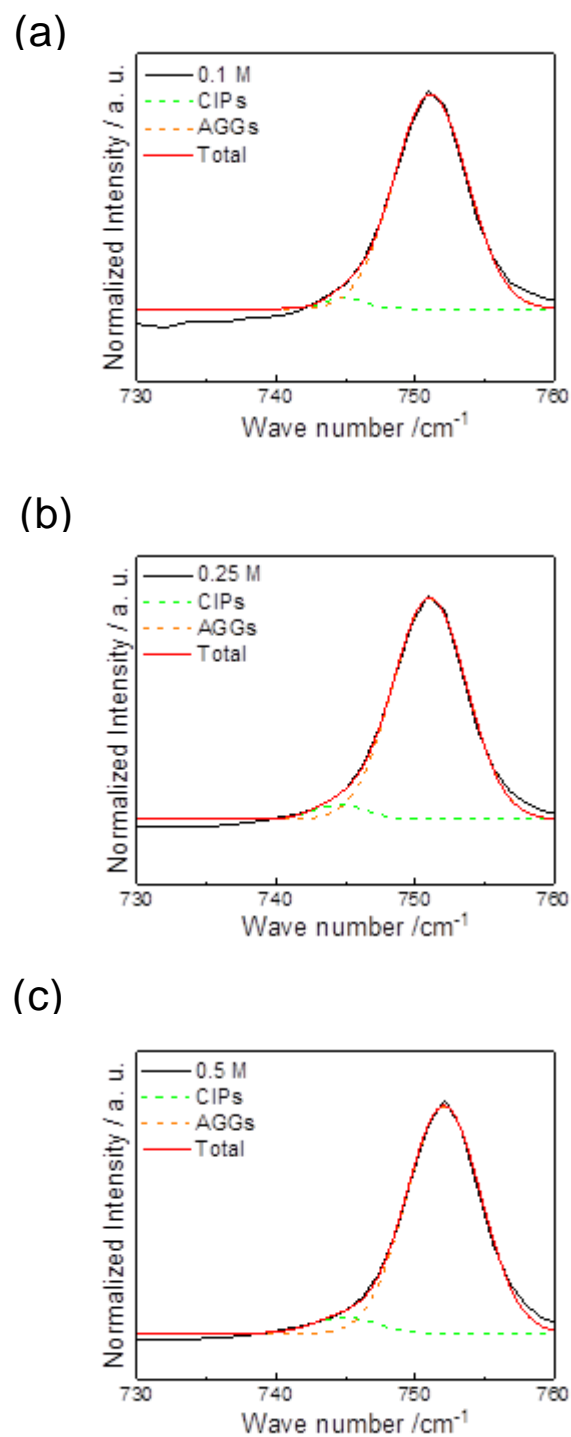 (a)
0.1 M
CIPs
AGGs
Total
Normalized Intensity / a. u.
730 740 750 760
Wave number /cm⁻¹
(b)
0.25 M
CIPs
AGGs
Total
Normalized Intensity / a. u.
730 740 750 760
Wave number /cm⁻¹
(c)
0.5 M
CIPs
AGGs
Total
Normalized Intensity / a. u.
730 740 750 760
Wave number /cm⁻¹